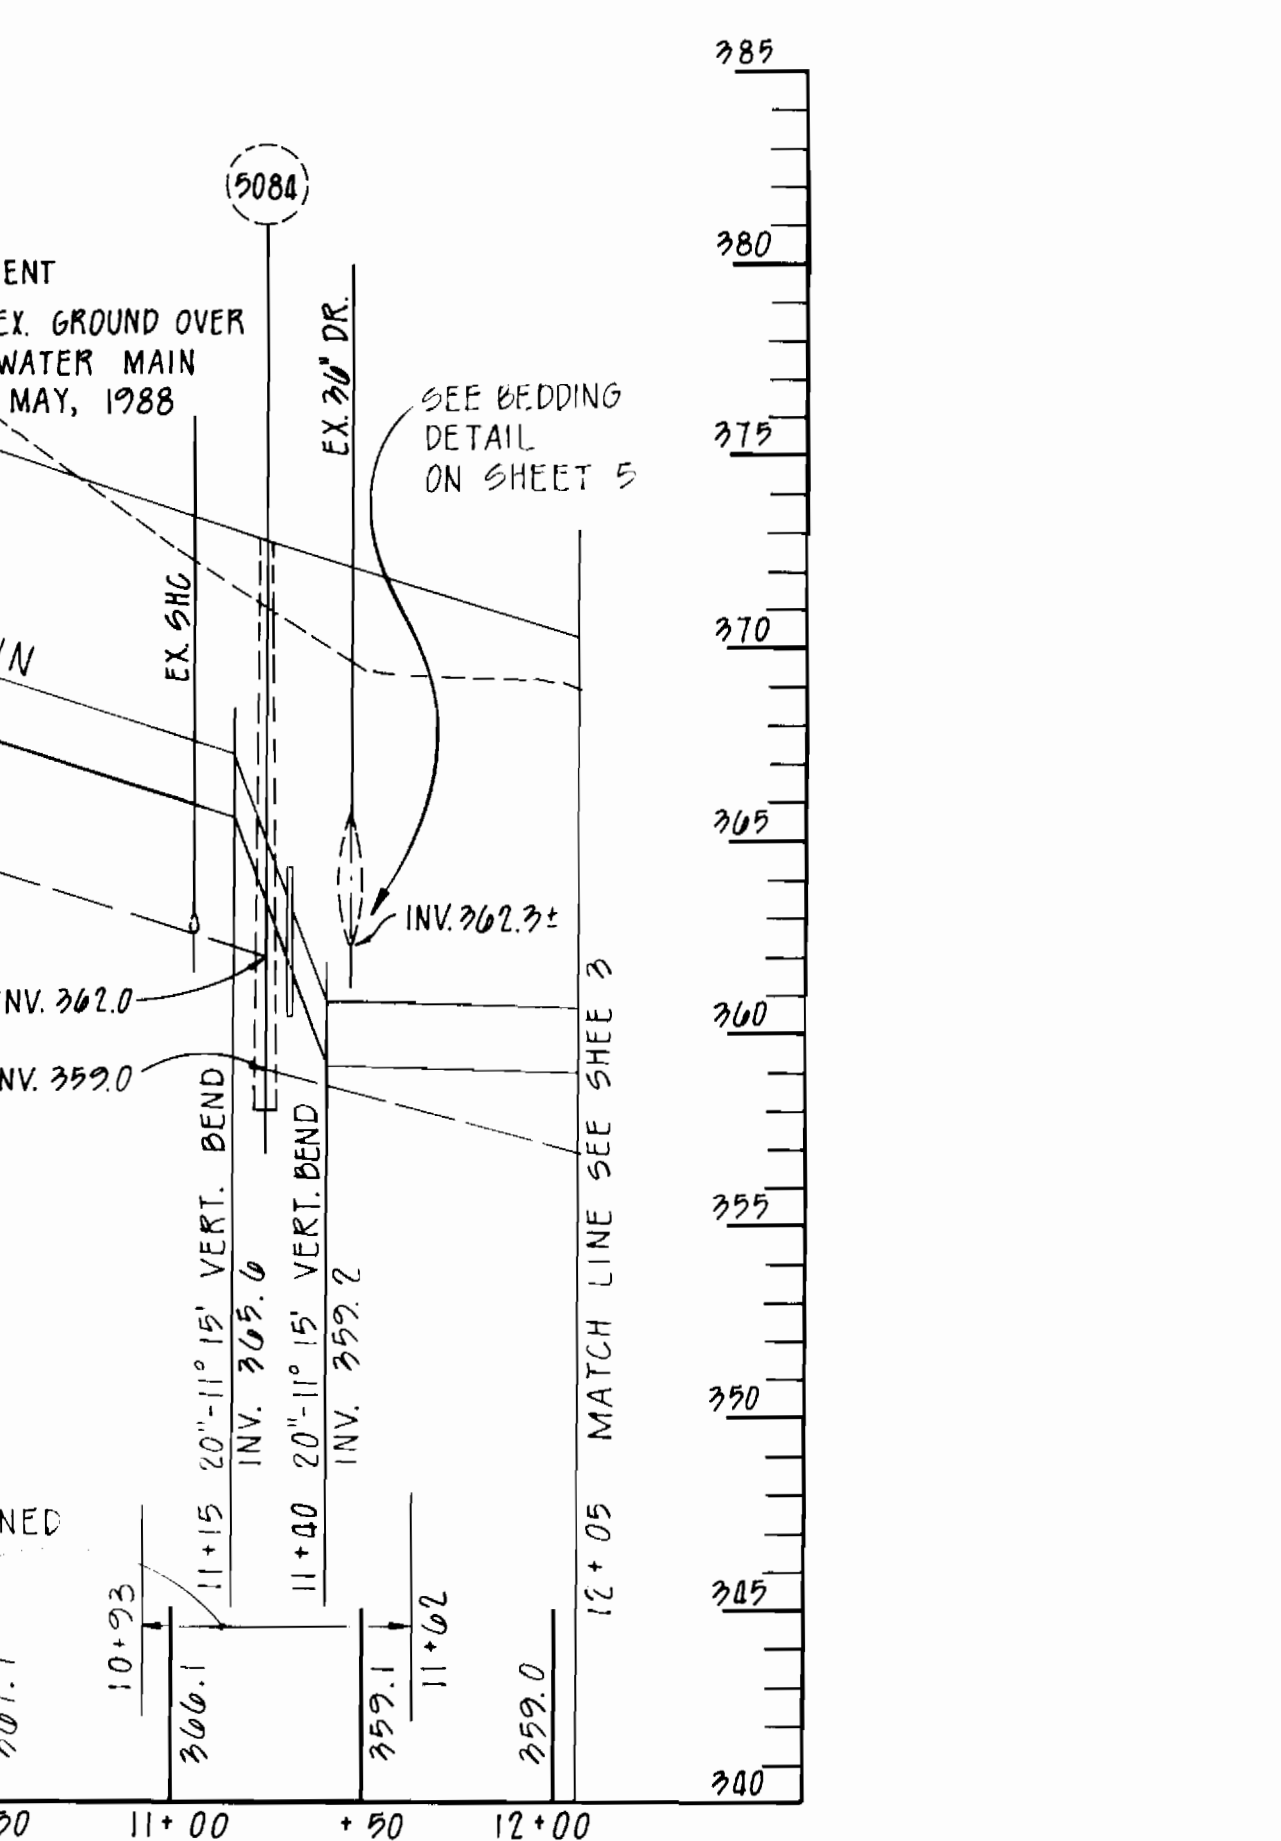 385
5084
380
ENT
EX. GROUND OVER
WATER MAIN
MAY, 1988
EX. 36" DR.
SEE BEDDING
DETAIL
ON SHEET 5
375
EX. SHC
370
365
INV. 362.3±
INV. 362.0
360
INV. 359.0
355
350
11+15 20"-11° 15' VERT. BEND
INV. 365.6
11+40 20"-11° 15' VERT. BEND
INV. 359.2
12+05 MATCH LINE SEE SHEE 3
NED
345
10+93
366.1
359.1
11+62
359.0
340
11+00
+50
12+00